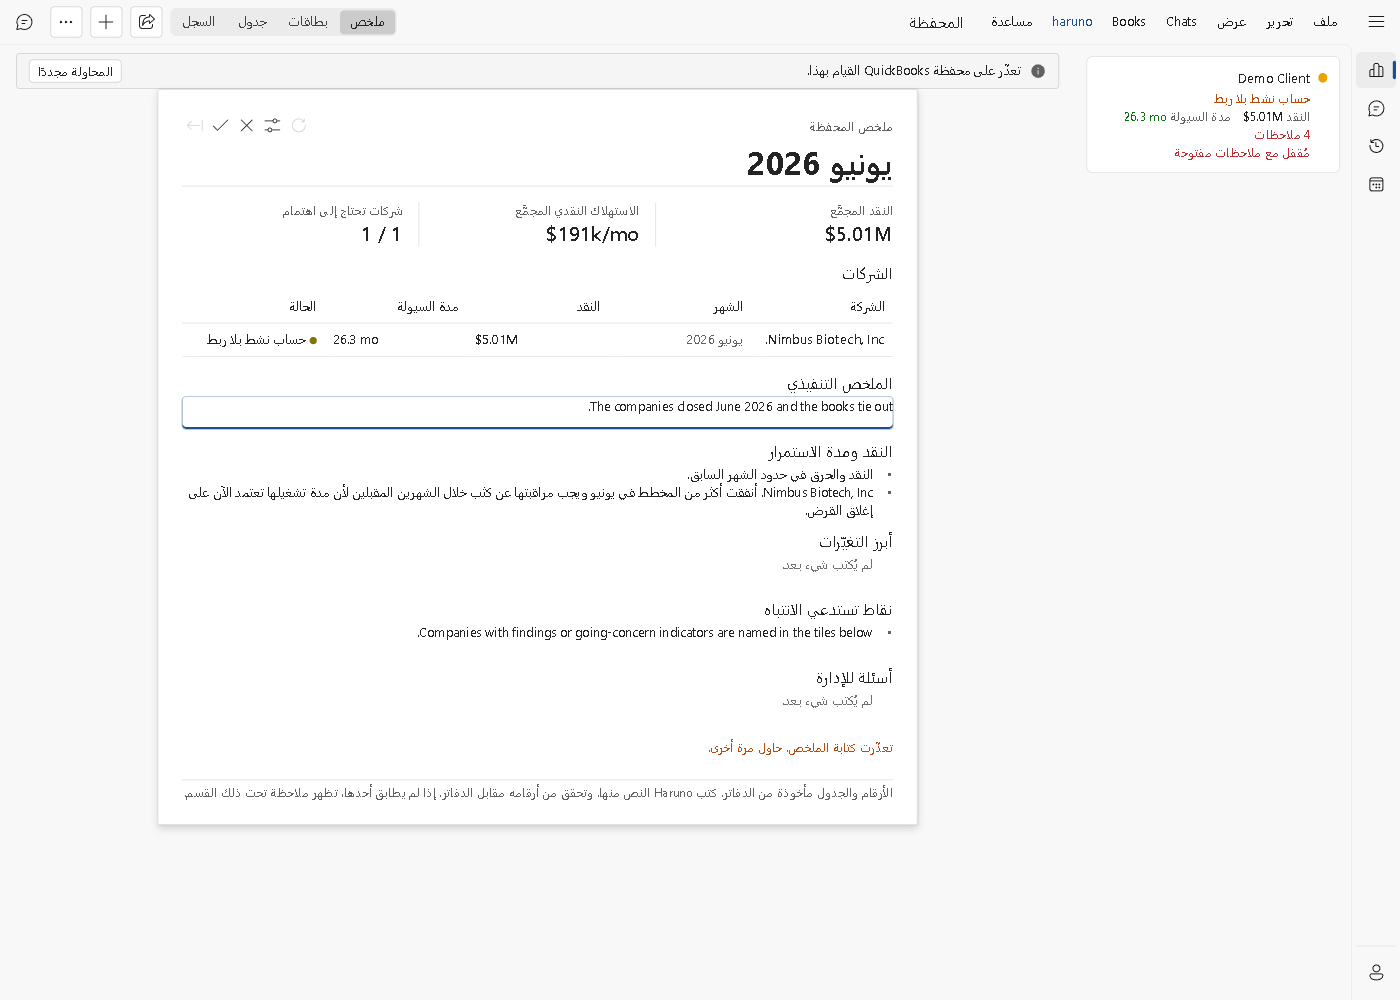 ملف
تحرير
عرض
Chats
Books
haruno
مساعدة
المحفظة
ملخص
بطاقات
جدول
السجل
Demo Client
حساب نشط بلا ربط
النقد $5.01M مدة السيولة 26.3 mo
4 ملاحظات
مُقفل مع ملاحظات مفتوحة
تعذّر على محفظة QuickBooks القيام بهذا.
المحاولة مجددًا
ملخص المحفظة
يونيو 2026
النقد المجمَّع
$5.01M
الاستهلاك النقدي المجمَّع
$191k/mo
شركات تحتاج إلى اهتمام
1 / 1
الشركات
الشركة الشهر النقد مدة السيولة الحالة
Nimbus Biotech, Inc. يونيو 2026 $5.01M 26.3 mo حساب نشط بلا ربط
الملخص التنفيذي
The companies closed June 2026 and the books tie out.
النقد ومدة الاستمرار
• النقد والحرق في حدود الشهر السابق.
• Nimbus Biotech, Inc. أنفقت أكثر من المخطط في يونيو ويجب مراقبتها عن كثب خلال الشهرين المقبلين لأن مدة تشغيلها تعتمد الآن على
إغلاق القرض.
أبرز التغيّرات
لم يُكتب شيء بعد.
نقاط تستدعي الانتباه
• Companies with findings or going-concern indicators are named in the tiles below.
أسئلة للإدارة
لم يُكتب شيء بعد.
تعذّرت كتابة الملخص. حاول مرة أخرى.
الأرقام والجدول مأخوذة من الدفاتر. كتب Haruno النص منها، وتحقق من أرقامه مقابل الدفاتر. إذا لم يطابق أحدها، تظهر ملاحظة تحت ذلك القسم.